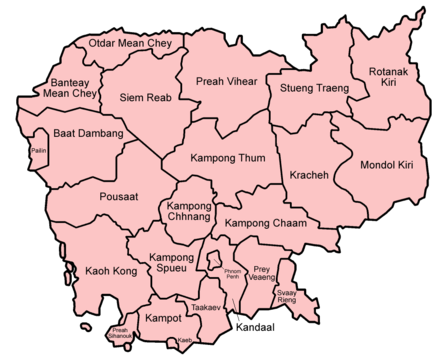 Otdar Mean Chey
Banteay
Mean Chey
Siem Reab
Preah Vihear
Stueng Traeng
Rotanak
Kiri
Baat Dambang
Pailin
Kampong Thum
Kracheh
Mondol Kiri
Pousaat
Kampong
Chhnang
Kampong Chaam
Kaoh Kong
Kampong
Spueu
Phnom
Penh
Prey
Veaeng
Svaay
Rieng
Kandaal
Takaev
Kampot
Kaeb
Preah
Sihanouk